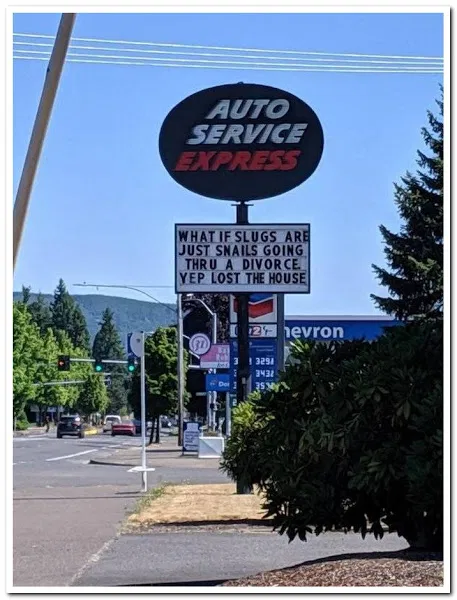 AUTO
SERVICE
EXPRESS
WHAT IF SLUGS ARE
JUST SNAILS GOING
THRU A DIVORCE.
YEP LOST THE HOUSE
hevron